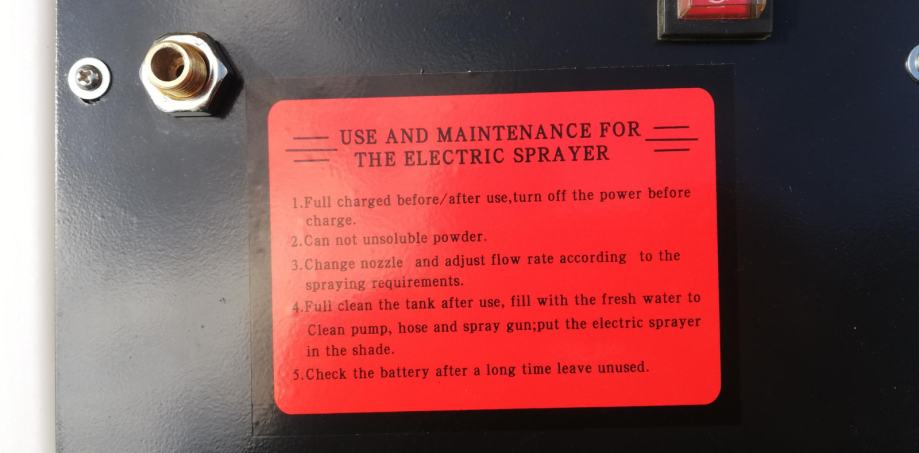 USE AND MAINTENANCE FOR
THE ELECTRIC SPRAYER
1.Full charged before/after use,turn off the power before
charge.
2.Can not unsoluble powder.
3.Change nozzle and adjust flow rate according to the
spraying requirements.
4.Full clean the tank after use, fill with the fresh water to
Clean pump, hose and spray gun;put the electric sprayer
in the shade.
5.Check the battery after a long time leave unused.